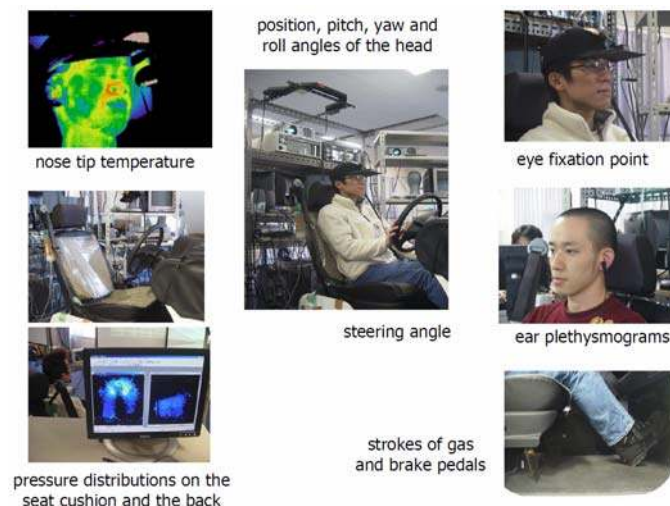 position, pitch, yaw and
roll angles of the head
nose tip temperature
eye fixation point
steering angle
ear plethysmograms
strokes of gas
and brake pedals
pressure distributions on the
seat cushion and the back